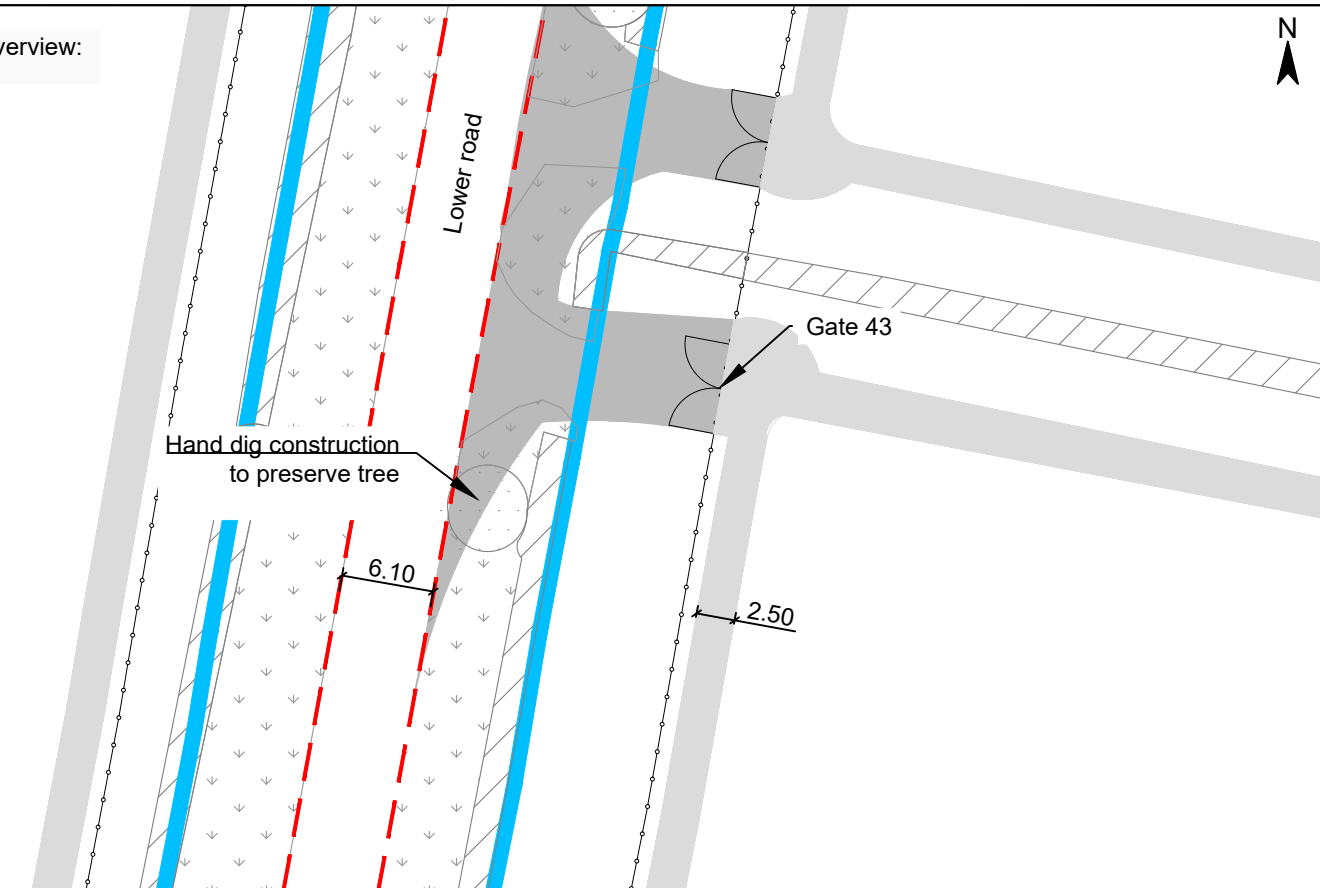 verview:
N
Lower road
Gate 43
Hand dig construction
to preserve tree
6.10
2.50